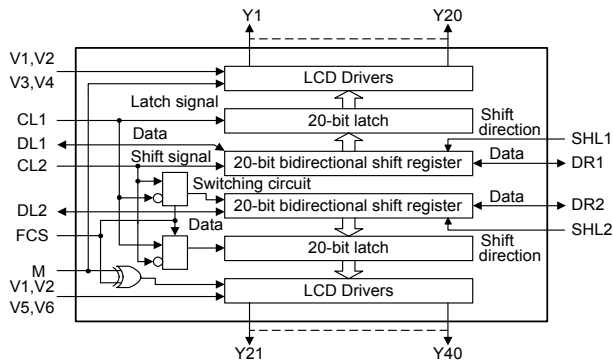 Y1 Y20
V1,V2
LCD Drivers
V3,V4
Latch signal
CL1
20-bit latch
Shift direction
Data
SHL1
DL1
20-bit bidirectional shift register
Data
DR1
Shift signal
CL2
Switching circuit
Data
DL2
20-bit bidirectional shift register
DR2
Data
FCS
SHL2
20-bit latch
Shift direction
M
V1,V2
LCD Drivers
V5,V6
Y21 Y40